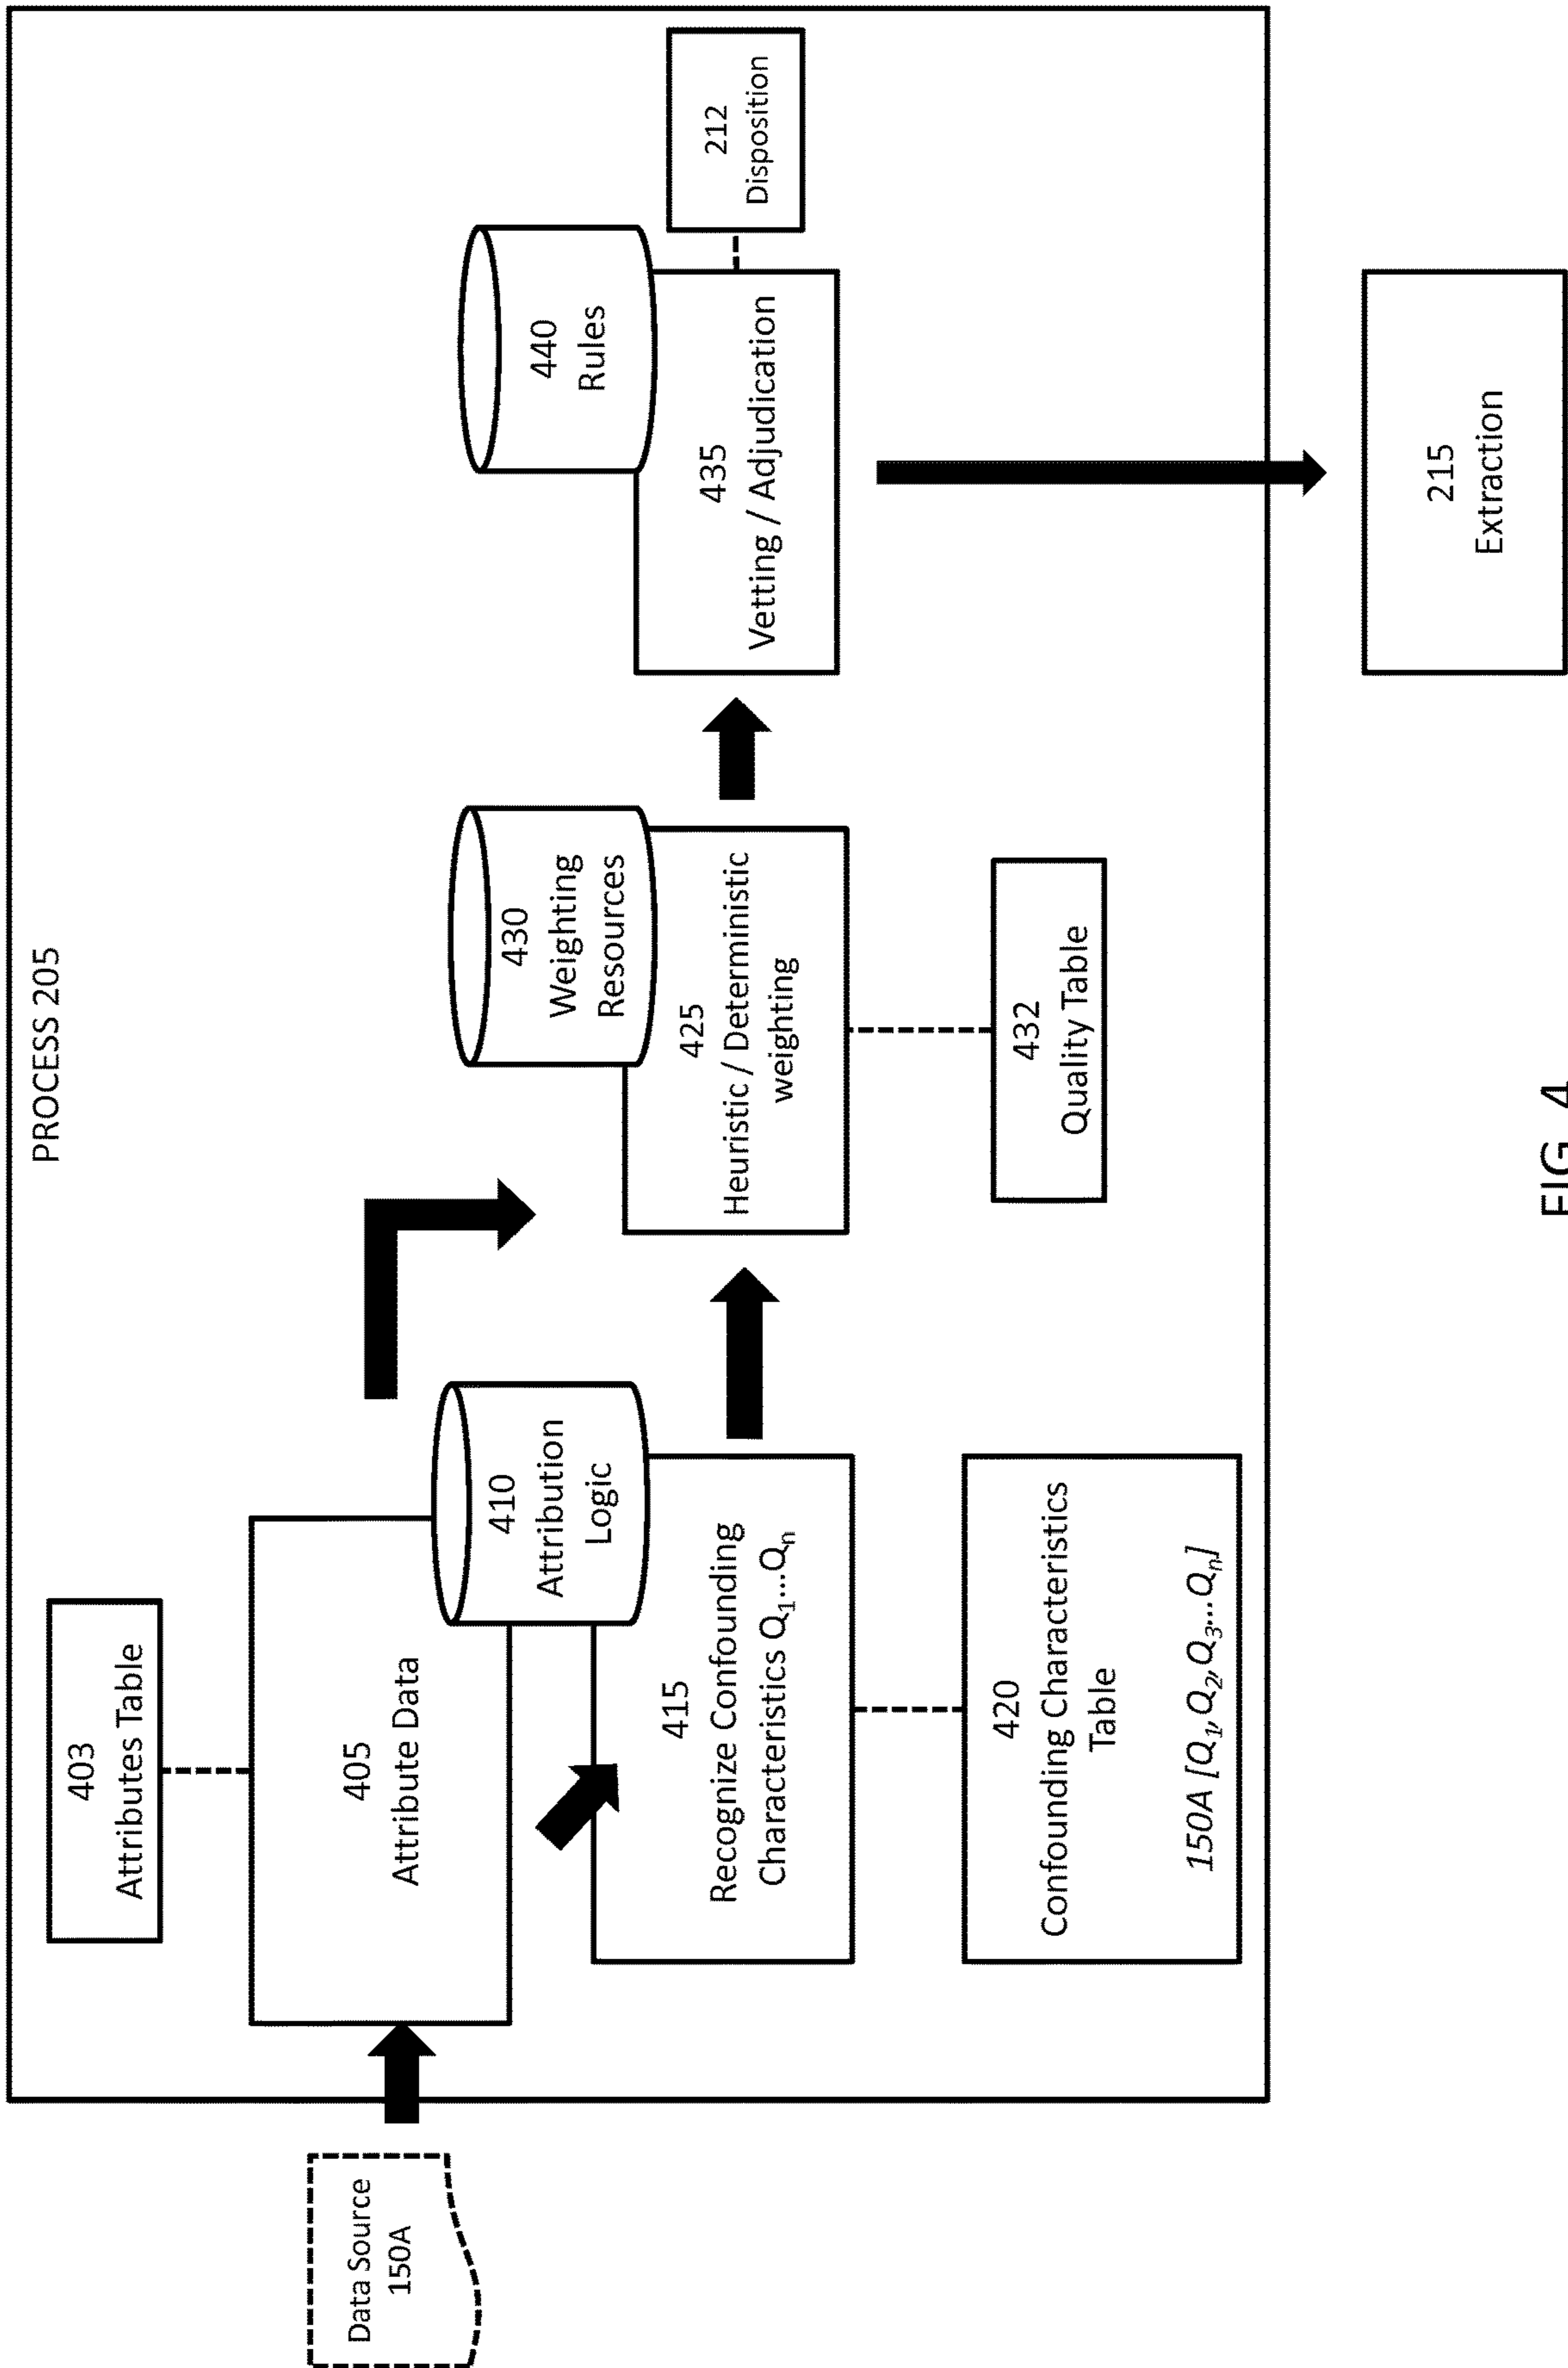 PROCESS 205
403
Attributes Table
Data Source
150A
405
Attribute Data
410
Attribution
Logic
415
Recognize Confounding
Characteristics Q1...Qn
420
Confounding Characteristics
Table
150A [Q1, Q2, Q3...Qn]
430
Weighting
Resources
425
Heuristic / Deterministic
weighting
432
Quality Table
440
Rules
435
Vetting / Adjudication
212
Disposition
215
Extraction
FIG. 4